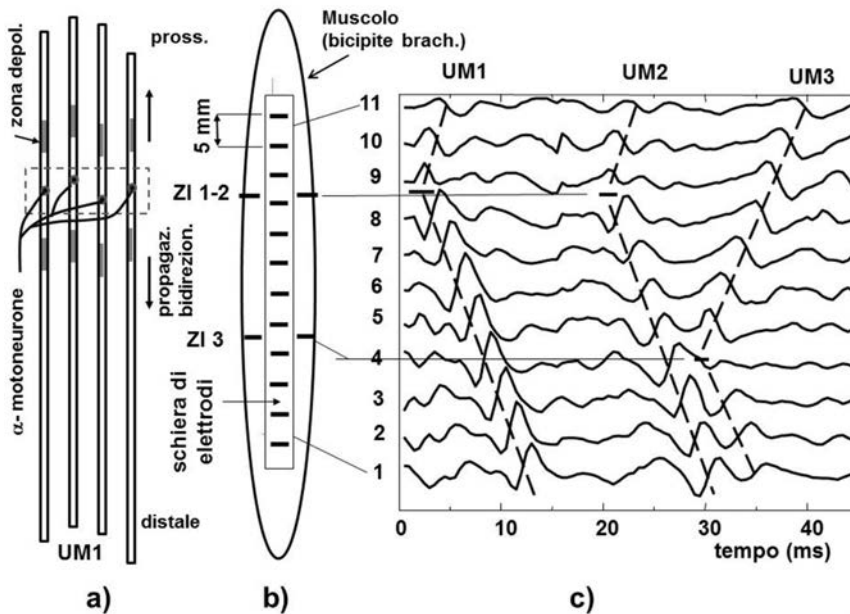 zona depol.
α- motoneurone
pross.
propagaz.
bidirezion.
distale
UM1
a)
Muscolo
(bicipite brach.)
5 mm
ZI 1-2
ZI 3
schiera di
elettrodi
b)
UM1 UM2 UM3
11
10
9
8
7
6
5
4
3
2
1
0 10 20 30 40
tempo (ms)
c)